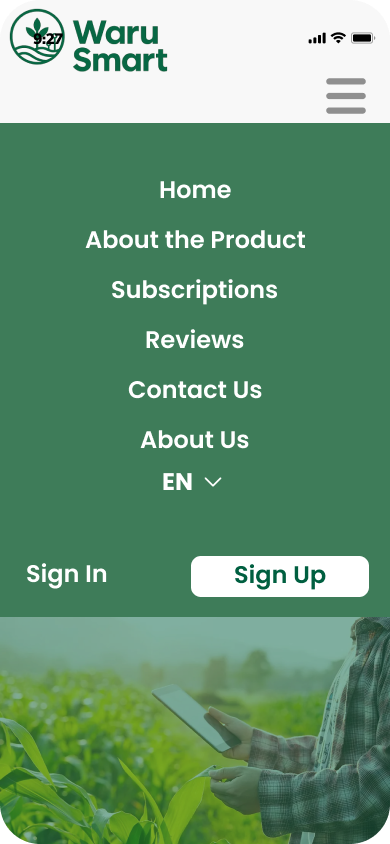 9:27
Waru
Smart
Home
About the Product
Subscriptions
Reviews
Contact Us
About Us
EN
Sign In
Sign Up